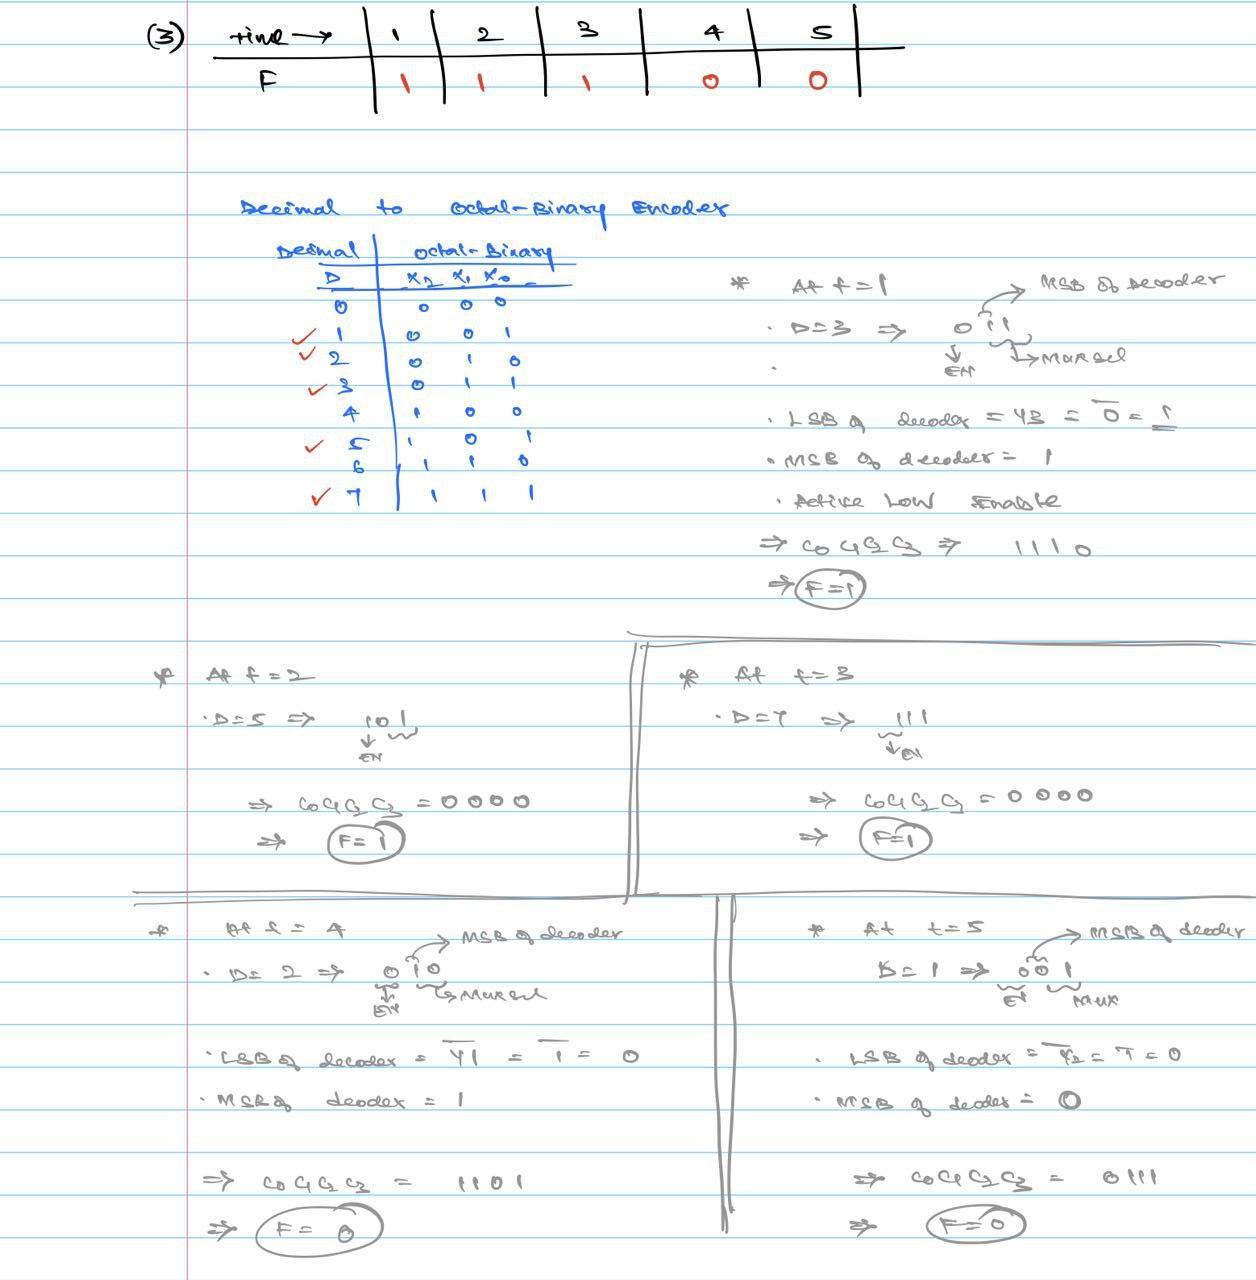 (3) time → 1 2 3 4 5
F 1 1 1 0 0
Decimal to Octal-Binary Encoder
Decimal Octal-Binary
D X2 X1 X0
0 0 0 0
✓ 1 0 0 1
✓ 2 0 1 0
✓ 3 0 1 1
4 1 0 0
✓ 5 1 0 1
6 1 1 0
✓ 7 1 1 1
* At t=1
→ MSB of Decoder
· D=3 ⇒ 0 1 1
EN → Mux sel
· LSB of decoder = Y3 = 0̅ = 1
· MSB of decoder = 1
· Active Low Enable
⇒ C0 C1 C2 C3 ⇒ 1 1 1 0
⇒ F=1
* At t=2
· D=5 ⇒ 1 0 1
EN
⇒ C0 C1 C2 C3 = 0 0 0 0
⇒ F=1
* At t=3
· D=7 ⇒ 1 1 1
EN
⇒ C0 C1 C2 C3 = 0 0 0 0
⇒ F=1
* At t=4
→ MSB of decoder
· D=2 ⇒ 0 1 0
EN → Mux sel
· LSB of decoder = Y̅1̅ = 1̅ = 0
· MSB of decoder = 1
⇒ C0 C1 C2 C3 = 1 1 0 1
⇒ F= 0
* At t=5
→ MSB of decoder
D=1 ⇒ 0 0 1
EN Mux
· LSB of deoder = Y̅2̅ = 1̅ = 0
· MSB of deoder = 0
⇒ C0 C1 C2 C3 = 0 1 1 1
⇒ F=0